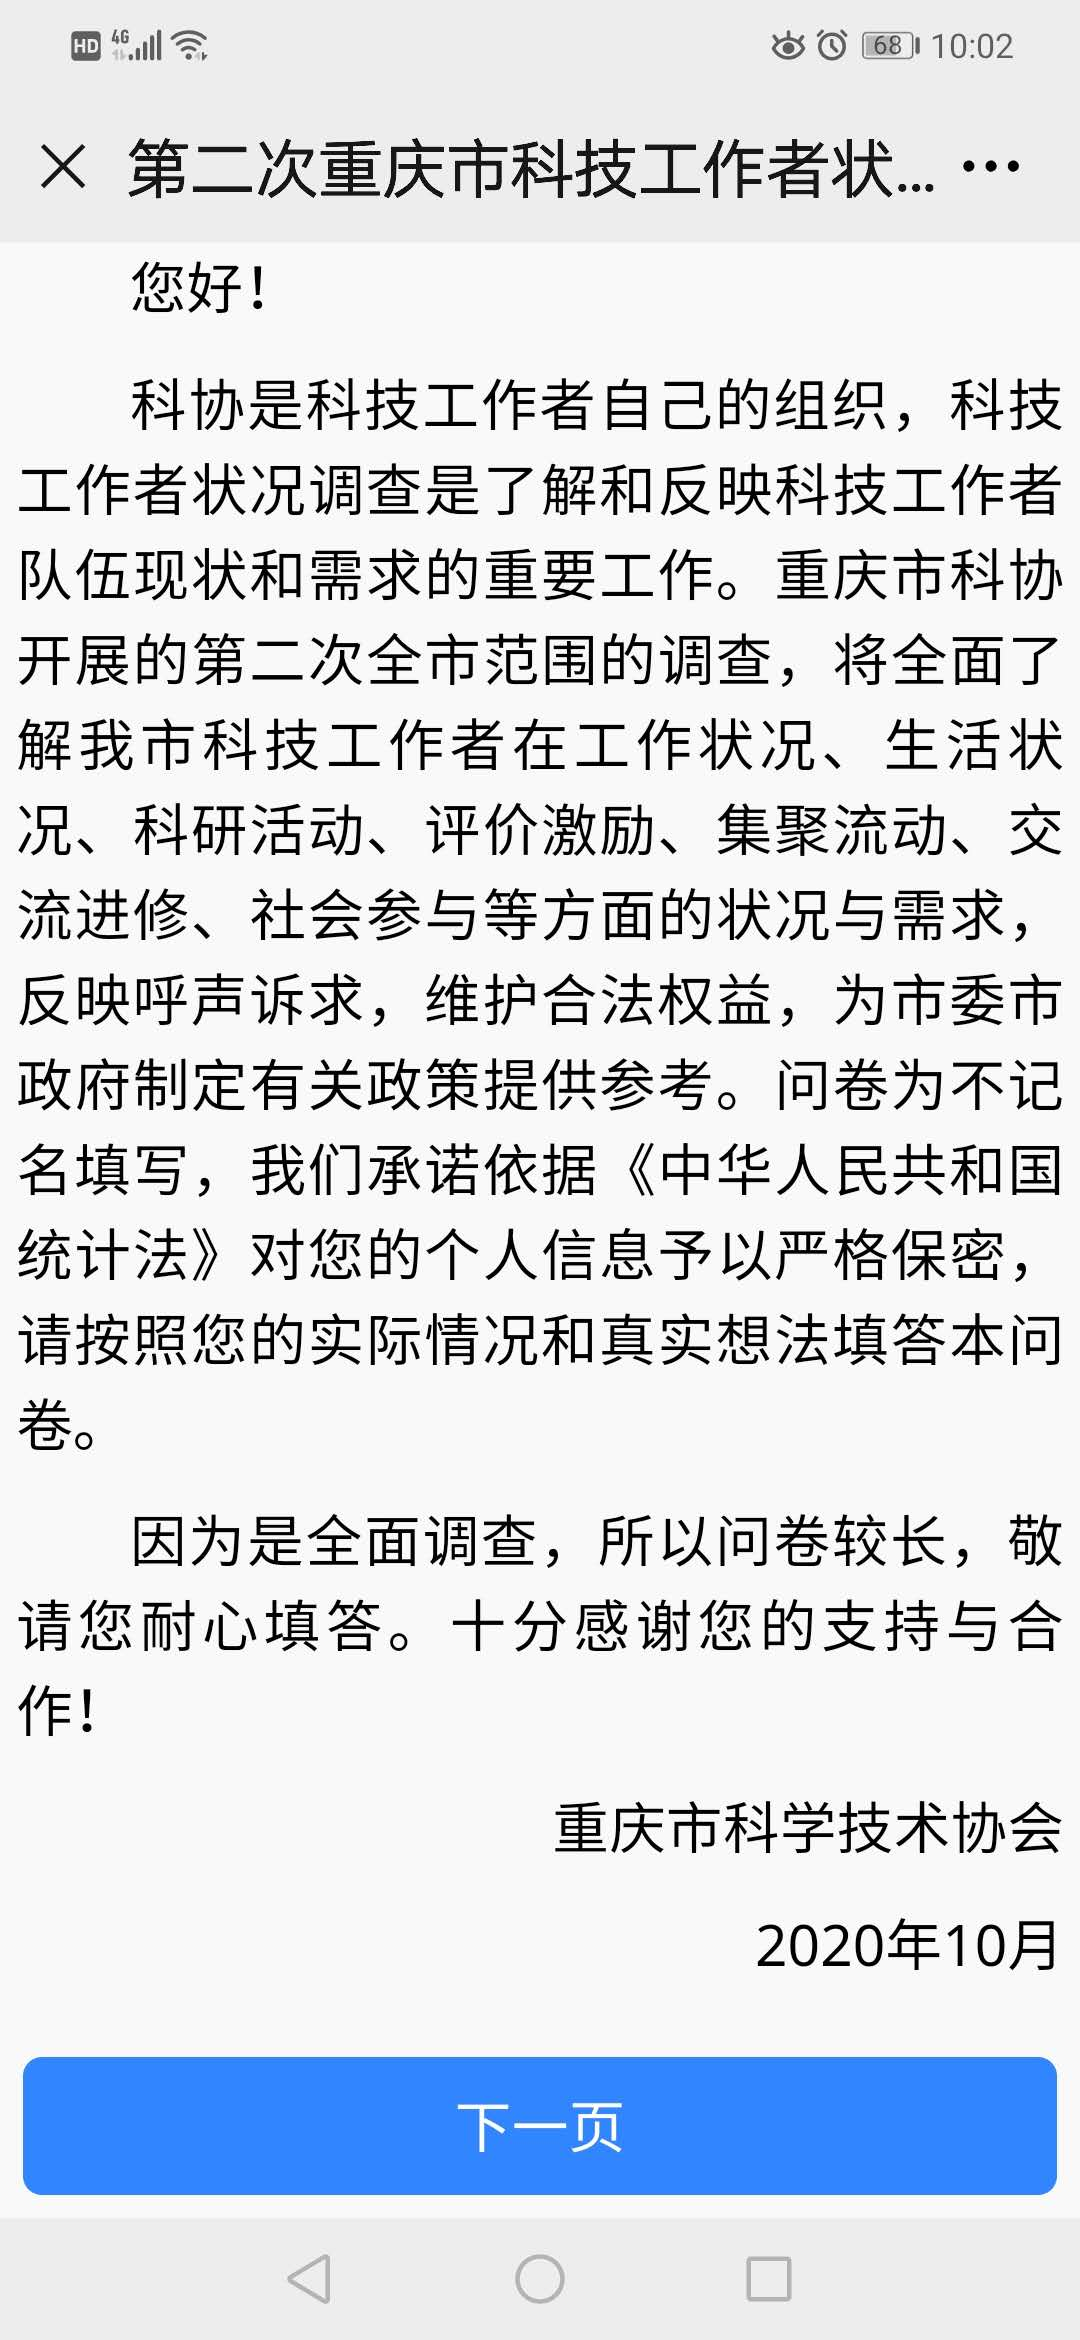 HD 4G 68 10:02
第二次重庆市科技工作者状... 
您好！
科协是科技工作者自己的组织，科技
工作者状况调查是了解和反映科技工作者
队伍现状和需求的重要工作。重庆市科协
开展的第二次全市范围的调查，将全面了
解我市科技工作者在工作状况、生活状
况、科研活动、评价激励、集聚流动、交
流进修、社会参与等方面的状况与需求，
反映呼声诉求，维护合法权益，为市委市
政府制定有关政策提供参考。问卷为不记
名填写，我们承诺依据《中华人民共和国
统计法》对您的个人信息予以严格保密，
请按照您的实际情况和真实想法填答本问
卷。
因为是全面调查，所以问卷较长，敬
请您耐心填答。十分感谢您的支持与合
作！
重庆市科学技术协会
2020年10月
下一页